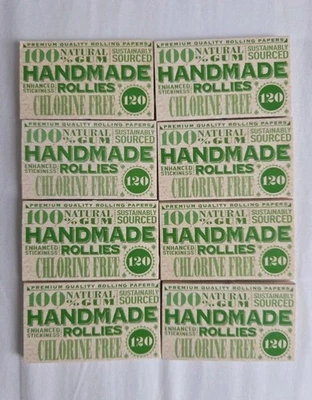 PREMIUM QUALITY ROLLING PAPERS
100% NATURAL GUM SUSTAINABLY SOURCED
HANDMADE
ENHANCED STICKINESS ROLLIES
CHLORINE FREE 120
PREMIUM QUALITY ROLLING PAPERS
100% NATURAL GUM SUSTAINABLY SOURCED
HANDMADE
ENHANCED STICKINESS ROLLIES
CHLORINE FREE 120
PREMIUM QUALITY ROLLING PAPERS
100% NATURAL GUM SUSTAINABLY SOURCED
HANDMADE
ENHANCED STICKINESS ROLLIES
CHLORINE FREE 120
PREMIUM QUALITY ROLLING PAPERS
100% NATURAL GUM SUSTAINABLY SOURCED
HANDMADE
ENHANCED STICKINESS ROLLIES
CHLORINE FREE 120
PREMIUM QUALITY ROLLING PAPERS
100% NATURAL GUM SUSTAINABLY SOURCED
HANDMADE
ENHANCED STICKINESS ROLLIES
CHLORINE FREE 120
PREMIUM QUALITY ROLLING PAPERS
100% NATURAL GUM SUSTAINABLY SOURCED
HANDMADE
ENHANCED STICKINESS ROLLIES
CHLORINE FREE 120
PREMIUM QUALITY ROLLING PAPERS
100% NATURAL GUM SUSTAINABLY SOURCED
HANDMADE
ENHANCED STICKINESS ROLLIES
CHLORINE FREE 120
PREMIUM QUALITY ROLLING PAPERS
100% NATURAL GUM SUSTAINABLY SOURCED
HANDMADE
ENHANCED STICKINESS ROLLIES
CHLORINE FREE 120